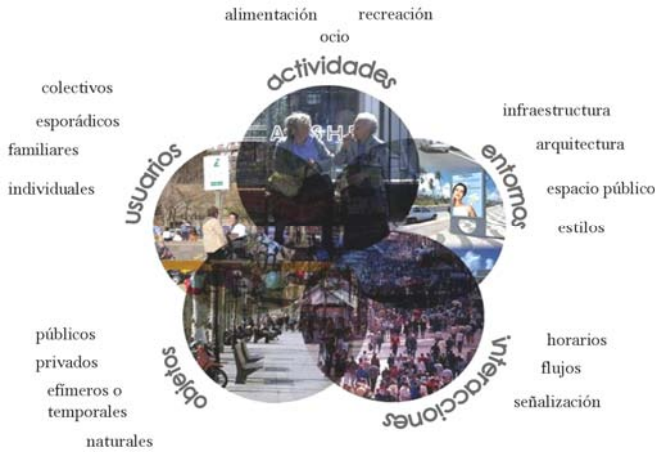 alimentación recreación
ocio
actividades
colectivos
esporádicos
familiares
individuales
usuarios
infraestructura
arquitectura
espacio público
estilos
entornos
públicos
privados
efímeros o
temporales
naturales
objetos
horarios
flujos
señalización
interacciones